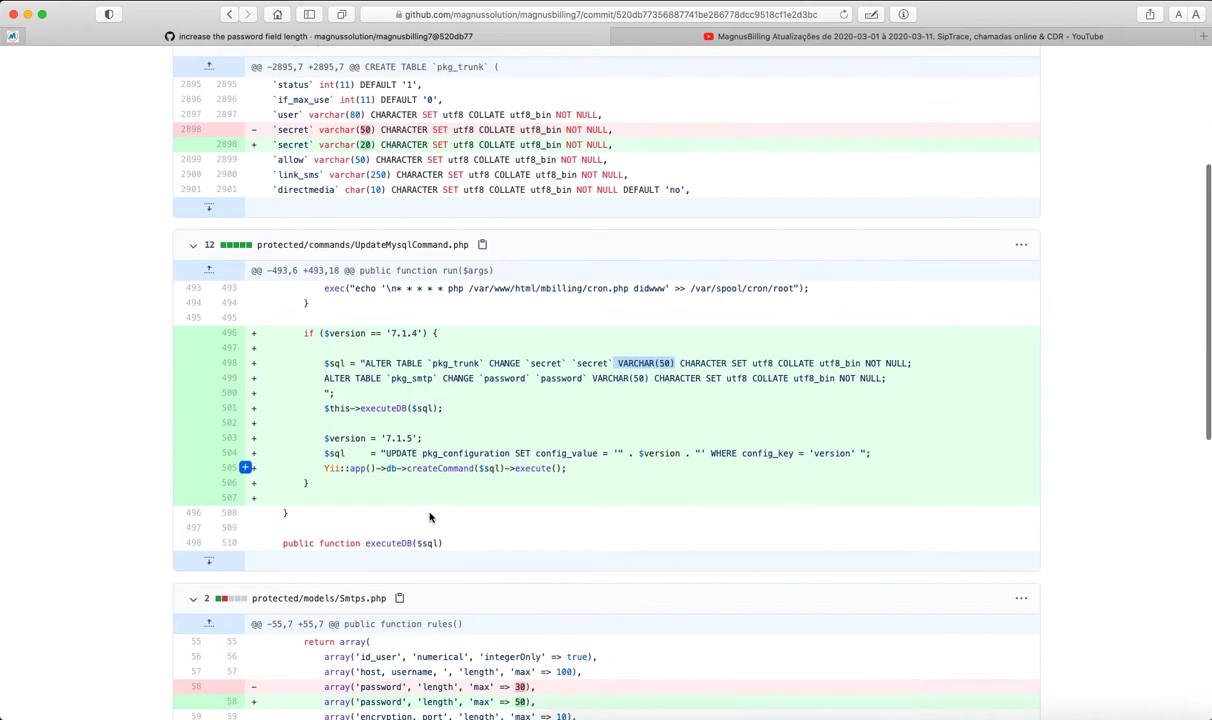 github.com/magnussolution/magnusbilling7/commit/520db77356887741be266778dcc9518cf1e2d3bc
A A
increase the password field length · magnussolution/magnusbilling7@520db77
MagnusBilling Atualizações de 2020-03-01 à 2020-03-11. SipTrace, chamadas online & CDR - YouTube
@@ -2895,7 +2895,7 @@ CREATE TABLE `pkg_trunk` (
2895 2895 `status` int(11) DEFAULT '1',
2896 2896 `if_max_use` int(11) DEFAULT '0',
2897 2897 `user` varchar(80) CHARACTER SET utf8 COLLATE utf8_bin NOT NULL,
2898 - `secret` varchar(50) CHARACTER SET utf8 COLLATE utf8_bin NOT NULL,
2898 + `secret` varchar(20) CHARACTER SET utf8 COLLATE utf8_bin NOT NULL,
2899 2899 `allow` varchar(50) CHARACTER SET utf8 COLLATE utf8_bin NOT NULL,
2900 2900 `link_sms` varchar(250) CHARACTER SET utf8 COLLATE utf8_bin NOT NULL,
2901 2901 `directmedia` char(10) CHARACTER SET utf8 COLLATE utf8_bin NOT NULL DEFAULT 'no',
12 protected/commands/UpdateMysqlCommand.php
@@ -493,6 +493,18 @@ public function run($args)
493 493 exec("echo '\n* * * * * php /var/www/html/mbilling/cron.php didwww' >> /var/spool/cron/root");
494 494 }
495 495
496 + if ($version == '7.1.4') {
497 +
498 + $sql = "ALTER TABLE `pkg_trunk` CHANGE `secret` `secret` VARCHAR(50) CHARACTER SET utf8 COLLATE utf8_bin NOT NULL;
499 + ALTER TABLE `pkg_smtp` CHANGE `password` `password` VARCHAR(50) CHARACTER SET utf8 COLLATE utf8_bin NOT NULL;
500 + ";
501 + $this->executeDB($sql);
502 +
503 + $version = '7.1.5';
504 + $sql = "UPDATE pkg_configuration SET config_value = '" . $version . "' WHERE config_key = 'version' ";
505 + Yii::app()->db->createCommand($sql)->execute();
506 + }
507 +
496 508 }
497 509
498 510 public function executeDB($sql)
2 protected/models/Smtps.php
@@ -55,7 +55,7 @@ public function rules()
55 55 return array(
56 56 array('id_user', 'numerical', 'integerOnly' => true),
57 57 array('host, username, ', 'length', 'max' => 100),
58 - array('password', 'length', 'max' => 30),
58 + array('password', 'length', 'max' => 50),
59 59 array('encryption, port', 'length', 'max' => 10),